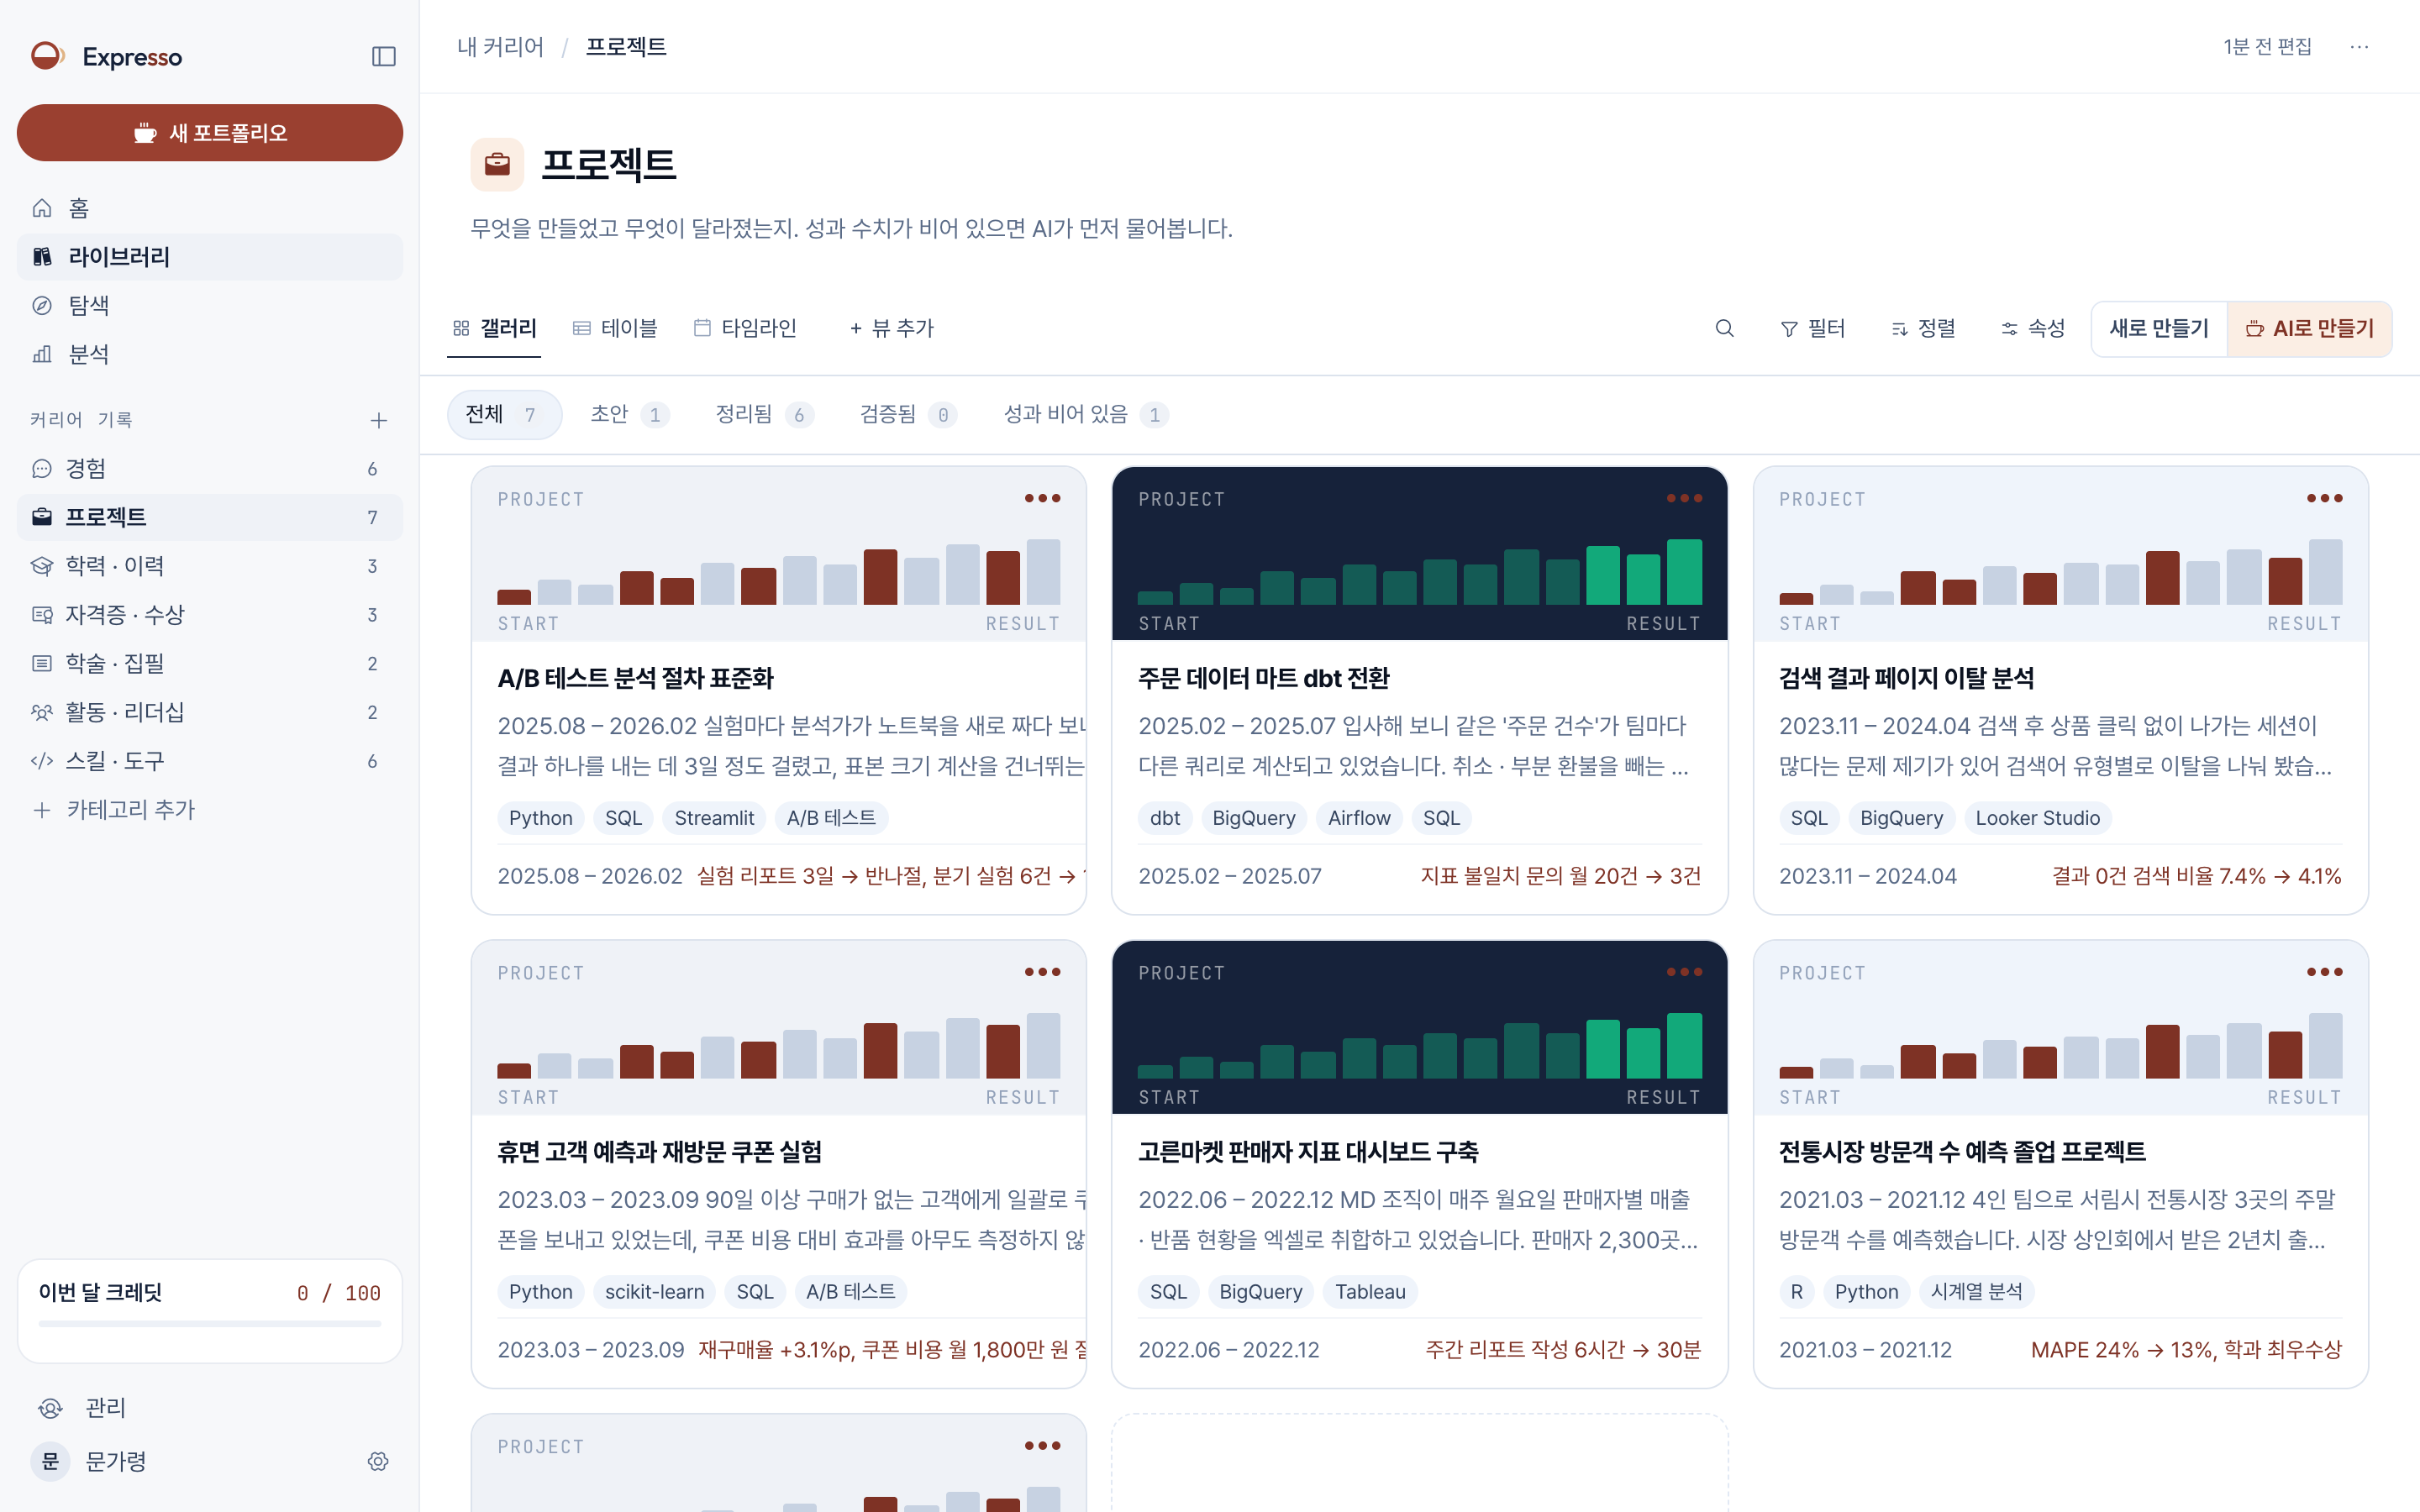 Expresso
새 포트폴리오
홈
라이브러리
탐색
분석
커리어 기록
경험 6
프로젝트 7
학력 · 이력 3
자격증 · 수상 3
학술 · 집필 2
활동 · 리더십 2
스킬 · 도구 6
카테고리 추가
이번 달 크레딧 0 / 100
관리
문 문가령
내 커리어 / 프로젝트
1분 전 편집 ···
프로젝트
무엇을 만들었고 무엇이 달라졌는지. 성과 수치가 비어 있으면 AI가 먼저 물어봅니다.
갤러리 테이블 타임라인 + 뷰 추가
필터 정렬 속성 새로 만들기 AI로 만들기
전체 7 초안 1 정리됨 6 검증됨 0 성과 비어 있음 1
PROJECT
START RESULT
A/B 테스트 분석 절차 표준화
2025.08 – 2026.02 실험마다 분석가가 노트북을 새로 짜다
결과 하나를 내는 데 3일 정도 걸렸고, 표본 크기 계산을 건너뛰는
Python SQL Streamlit A/B 테스트
2025.08 – 2026.02 실험 리포트 3일 → 반나절, 분기 실험 6건 →
PROJECT
START RESULT
주문 데이터 마트 dbt 전환
2025.02 – 2025.07 입사해 보니 같은 '주문 건수'가 팀마다
다른 쿼리로 계산되고 있었습니다. 취소 · 부분 환불을 빼는 ...
dbt BigQuery Airflow SQL
2025.02 – 2025.07 지표 불일치 문의 월 20건 → 3건
PROJECT
START RESULT
검색 결과 페이지 이탈 분석
2023.11 – 2024.04 검색 후 상품 클릭 없이 나가는 세션이
많다는 문제 제기가 있어 검색어 유형별로 이탈을 나눠 봤습...
SQL BigQuery Looker Studio
2023.11 – 2024.04 결과 0건 검색 비율 7.4% → 4.1%
PROJECT
START RESULT
휴면 고객 예측과 재방문 쿠폰 실험
2023.03 – 2023.09 90일 이상 구매가 없는 고객에게 일괄로
폰을 보내고 있었는데, 쿠폰 비용 대비 효과를 아무도 측정하지 않
Python scikit-learn SQL A/B 테스트
2023.03 – 2023.09 재구매율 +3.1%p, 쿠폰 비용 월 1,800만 원
PROJECT
START RESULT
고른마켓 판매자 지표 대시보드 구축
2022.06 – 2022.12 MD 조직이 매주 월요일 판매자별 매출
· 반품 현황을 엑셀로 취합하고 있었습니다. 판매자 2,300곳...
SQL BigQuery Tableau
2022.06 – 2022.12 주간 리포트 작성 6시간 → 30분
PROJECT
START RESULT
전통시장 방문객 수 예측 졸업 프로젝트
2021.03 – 2021.12 4인 팀으로 서림시 전통시장 3곳의 주말
방문객 수를 예측했습니다. 시장 상인회에서 받은 2년치 출...
R Python 시계열 분석
2021.03 – 2021.12 MAPE 24% → 13%, 학과 최우수상
PROJECT